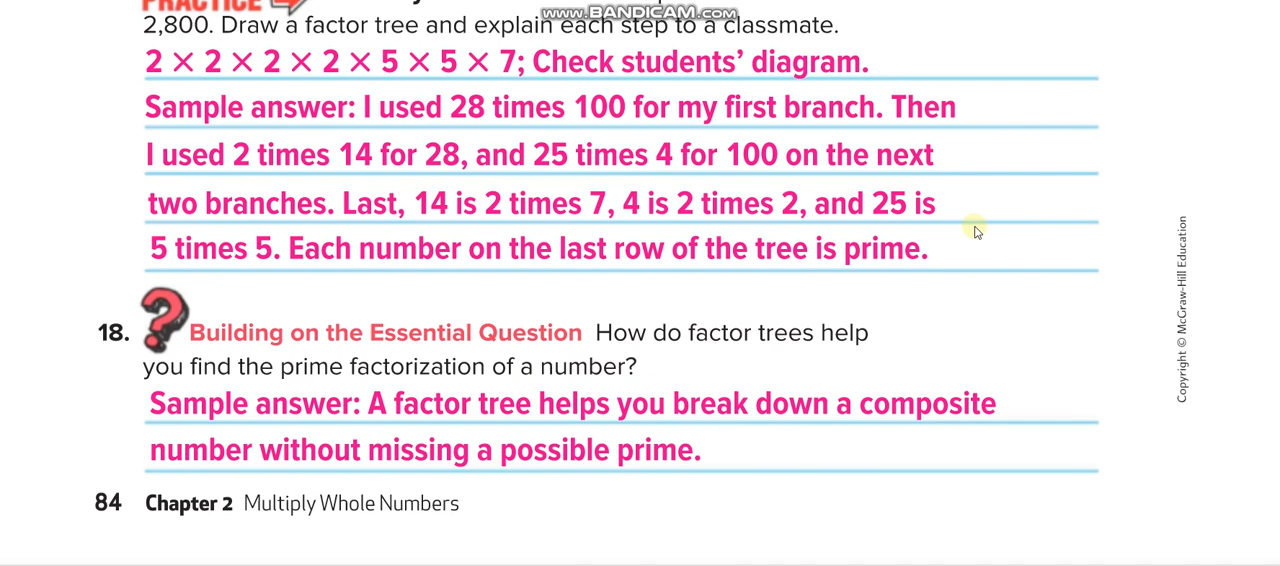 PRACTICE
www.BANDICAM.com
2,800. Draw a factor tree and explain each step to a classmate.
2 × 2 × 2 × 2 × 5 × 5 × 7; Check students’ diagram.
Sample answer: I used 28 times 100 for my first branch. Then
I used 2 times 14 for 28, and 25 times 4 for 100 on the next
two branches. Last, 14 is 2 times 7, 4 is 2 times 2, and 25 is
5 times 5. Each number on the last row of the tree is prime.
Copyright © McGraw-Hill Education
18. Building on the Essential Question How do factor trees help
you find the prime factorization of a number?
Sample answer: A factor tree helps you break down a composite
number without missing a possible prime.
84 Chapter 2 Multiply Whole Numbers